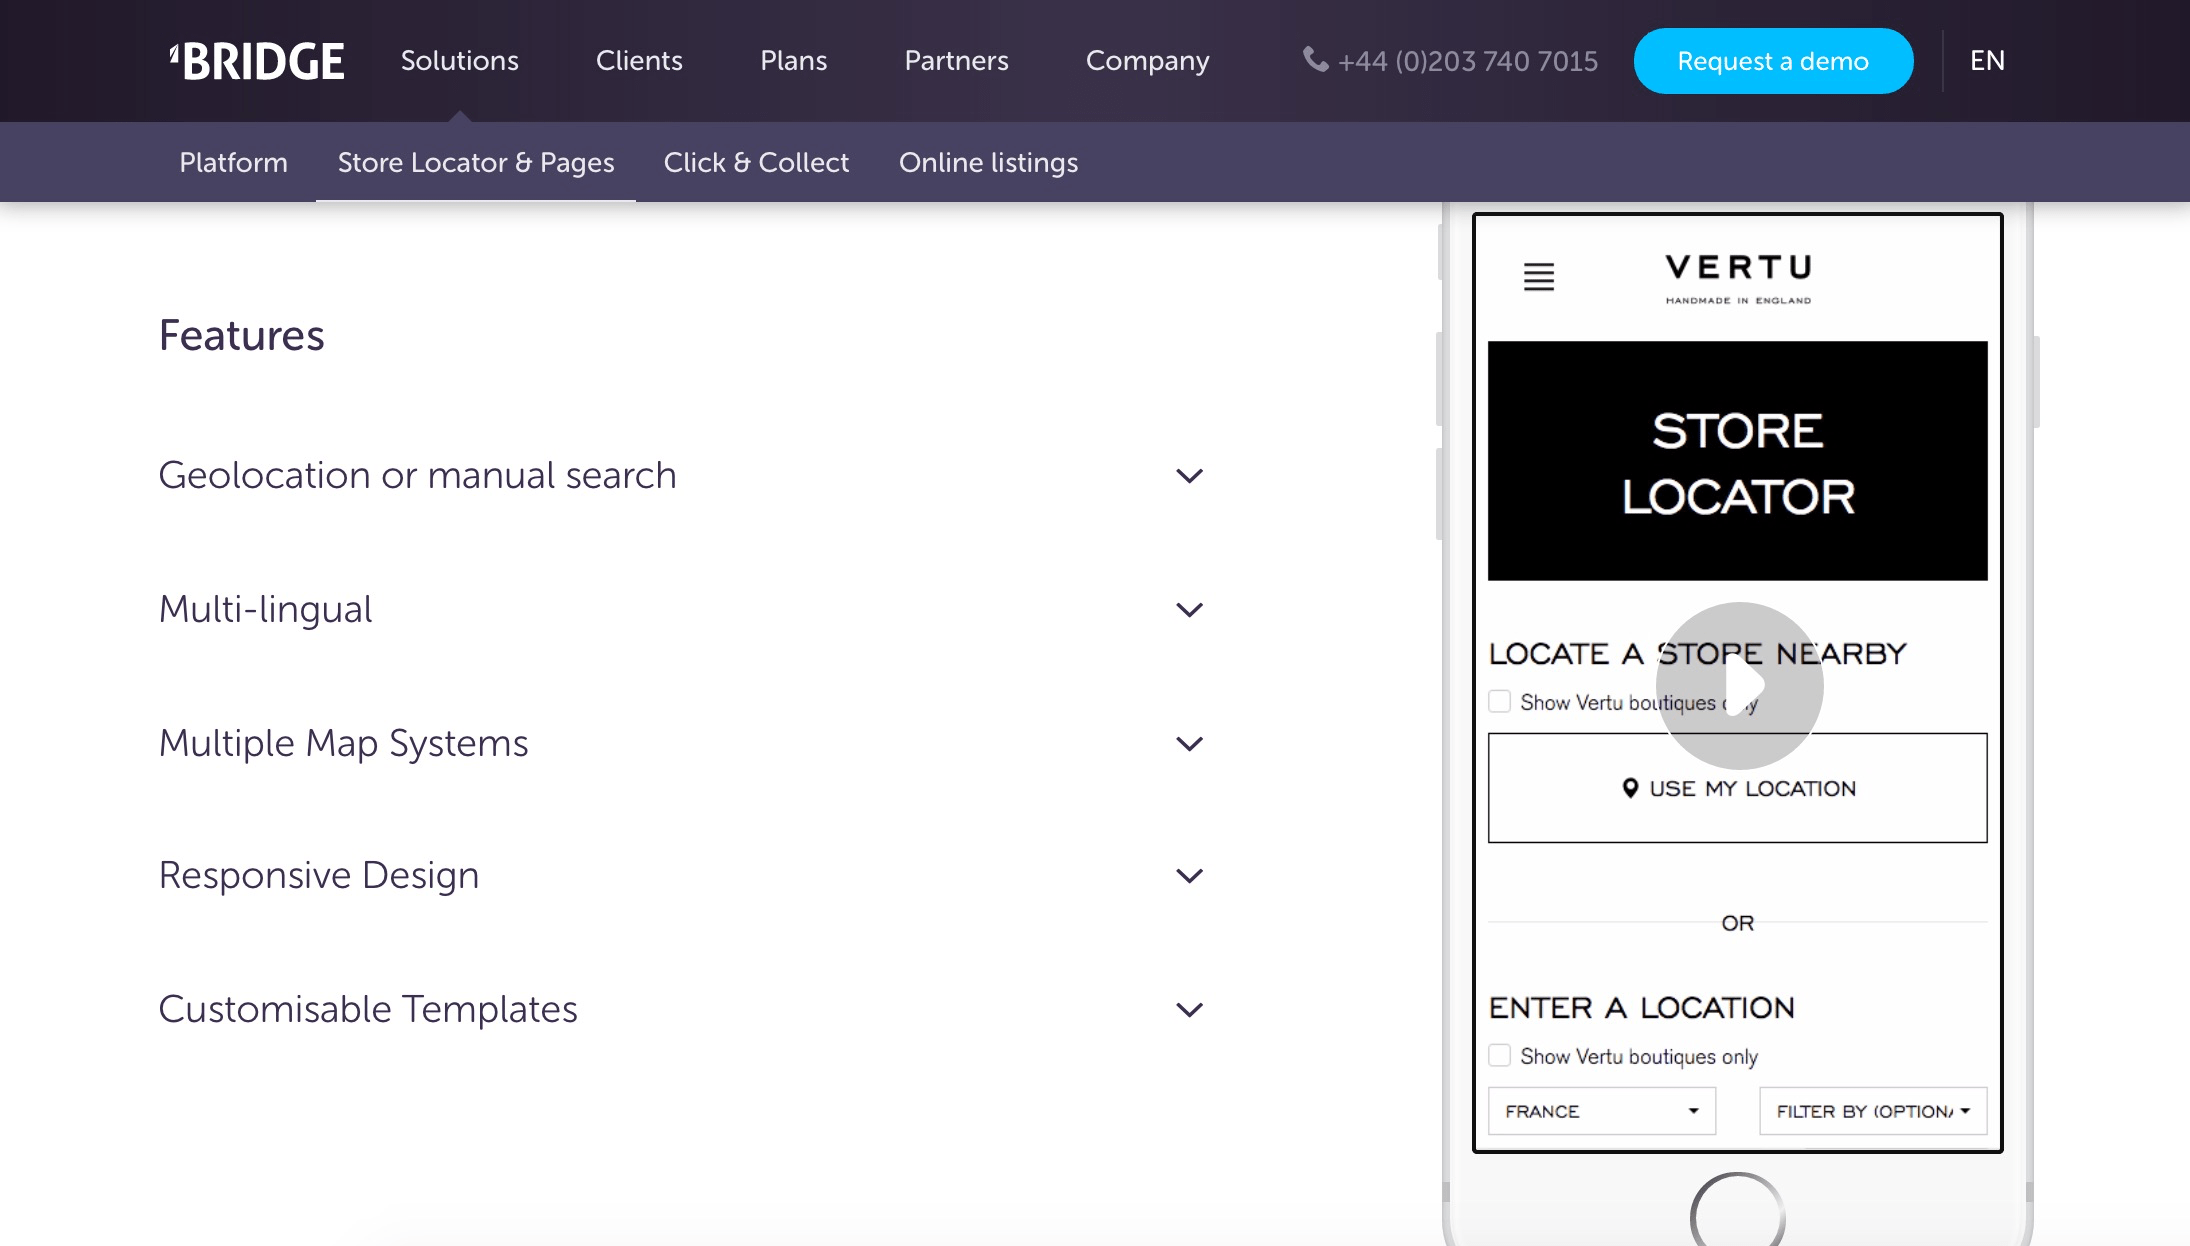 BRIDGE
Solutions
Clients
Plans
Partners
Company
+44 (0)203 740 7015
Request a demo
EN
Platform
Store Locator & Pages
Click & Collect
Online listings
Features
Geolocation or manual search
Multi-lingual
Multiple Map Systems
Responsive Design
Customisable Templates
VERTU
HANDMADE IN ENGLAND
STORE
LOCATOR
LOCATE A STORE NEARBY
Show Vertu boutiques only
USE MY LOCATION
OR
ENTER A LOCATION
Show Vertu boutiques only
FRANCE
FILTER BY (OPTION